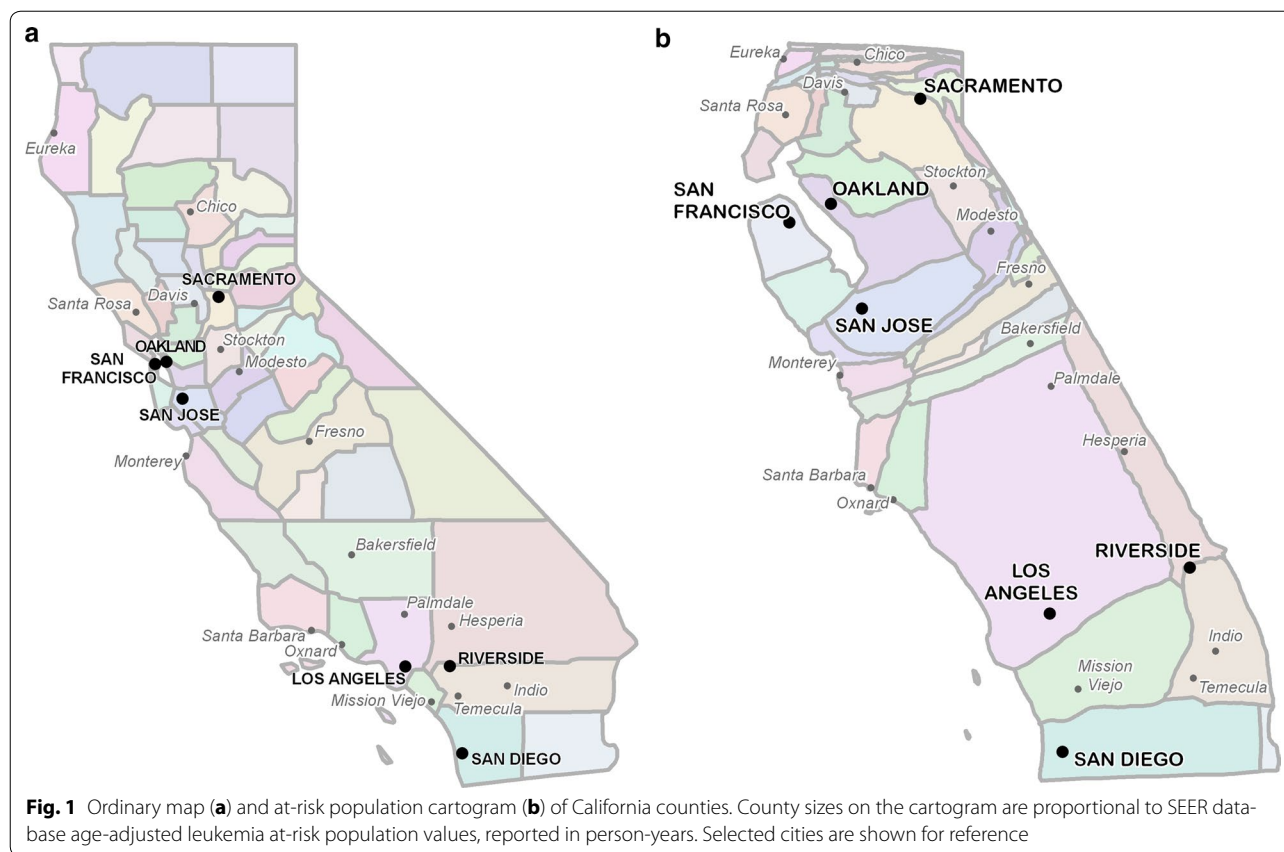 a
Eureka
Chico
SACRAMENTO
Santa Rosa
Davis
OAKLAND
Stockton
SAN
FRANCISCO
Modesto
SAN JOSE
Monterey
Fresno
Bakersfield
Palmdale
Hesperia
Santa Barbara
Oxnard
RIVERSIDE
LOS ANGELES
Indio
Mission Viejo
Temecula
SAN DIEGO
b
Eureka
Chico
Davis
SACRAMENTO
Santa Rosa
Stockton
SAN
FRANCISCO
OAKLAND
Modesto
Fresno
SAN JOSE
Bakersfield
Monterey
Palmdale
Hesperia
Santa Barbara
Oxnard
RIVERSIDE
LOS
ANGELES
Indio
Mission
Viejo
Temecula
SAN DIEGO
Fig. 1 Ordinary map (a) and at-risk population cartogram (b) of California counties. County sizes on the cartogram are proportional to SEER data-
base age-adjusted leukemia at-risk population values, reported in person-years. Selected cities are shown for reference